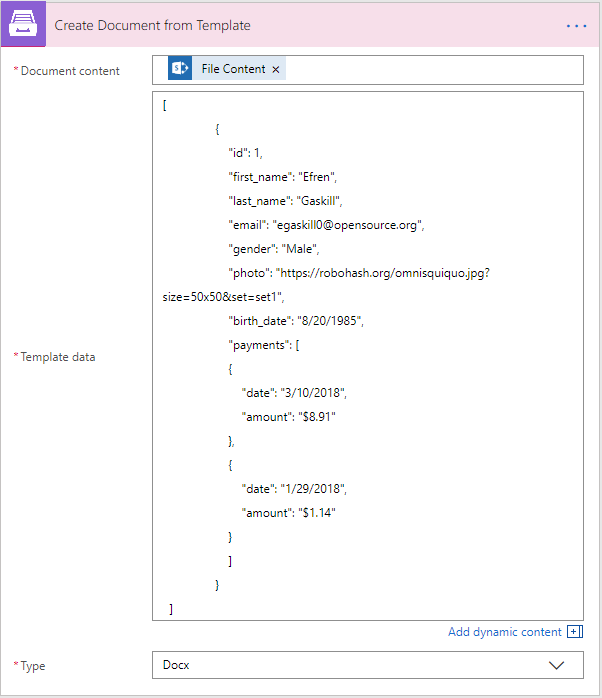 Create Document from Template
...
*Document content
File Content ×
*Template data
[
{
"id": 1,
"first_name": "Efren",
"last_name": "Gaskill",
"email": "egaskill0@opensource.org",
"gender": "Male",
"photo": "https://robohash.org/omnisquiquo.jpg?
size=50x50&set=set1",
"birth_date": "8/20/1985",
"payments": [
{
"date": "3/10/2018",
"amount": "$8.91"
},
{
"date": "1/29/2018",
"amount": "$1.14"
}
]
}
]
Add dynamic content
*Type
Docx